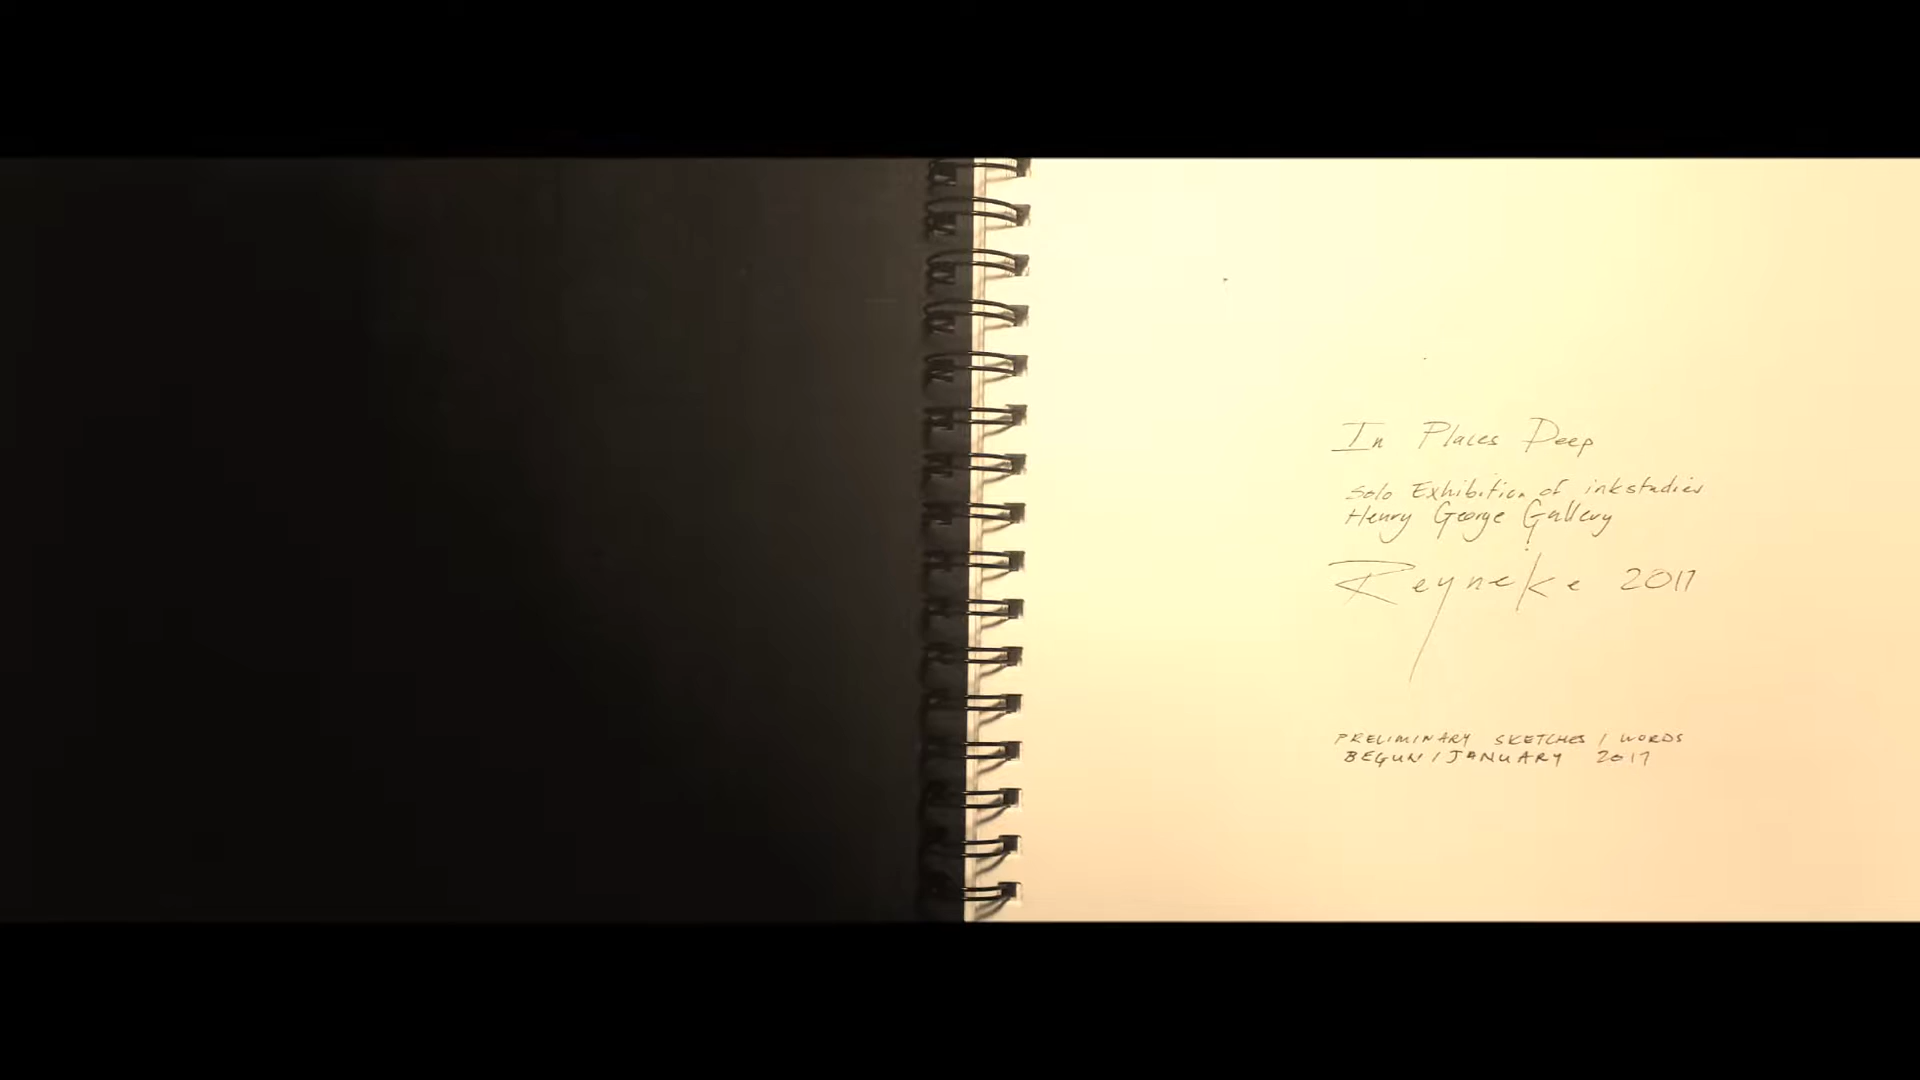 In Places Deep
Solo Exhibition of inkstudies
Henry George Gallery
Reyneke 2017
PRELIMINARY SKETCHES / WORDS
BEGUN / JANUARY 2017